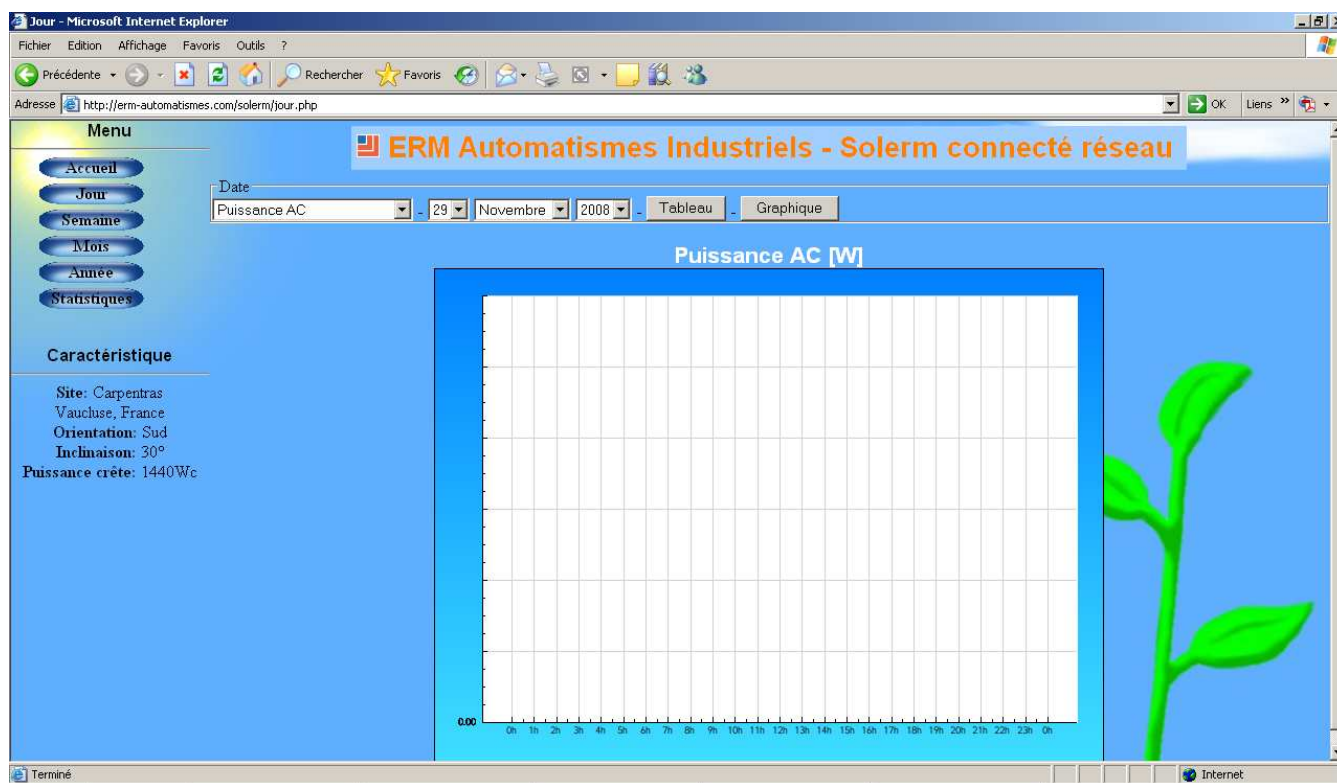 Jour - Microsoft Internet Explorer
Fichier Edition Affichage Favoris Outils ?
Précédente Rechercher Favoris
Adresse http://erm-automatismes.com/solerm/jour.php OK Liens »
Menu
Accueil
Jour
Semaine
Mois
Année
Statistiques
Caractéristique
Site: Carpentras
Vaucluse, France
Orientation: Sud
Inclinaison: 30°
Puissance crête: 1440Wc
ERM Automatismes Industriels - Solerm connecté réseau
Date
Puissance AC - 29 Novembre 2008 - Tableau - Graphique
Puissance AC [W]
0.00
0h 1h 2h 3h 4h 5h 6h 7h 8h 9h 10h 11h 12h 13h 14h 15h 16h 17h 18h 19h 20h 21h 22h 23h 0h
Terminé Internet